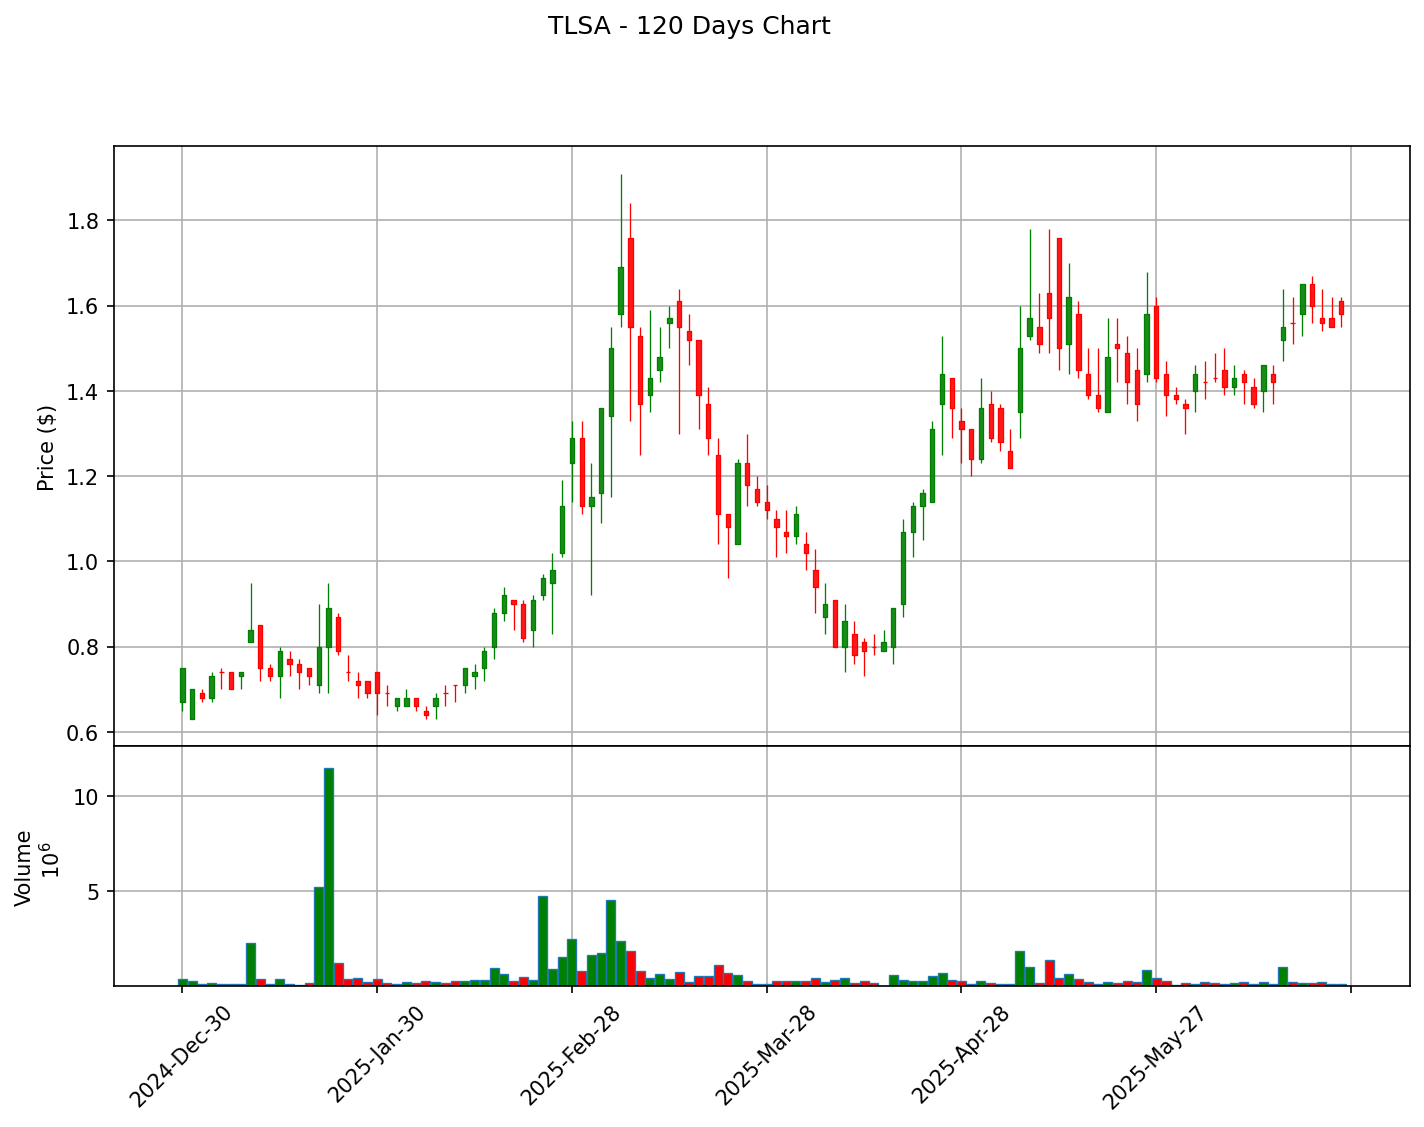 TLSA - 120 Days Chart
Price ($)
1.8
1.6
1.4
1.2
1.0
0.8
0.6
Volume
10⁶
10
5
2024-Dec-30
2025-Jan-30
2025-Feb-28
2025-Mar-28
2025-Apr-28
2025-May-27